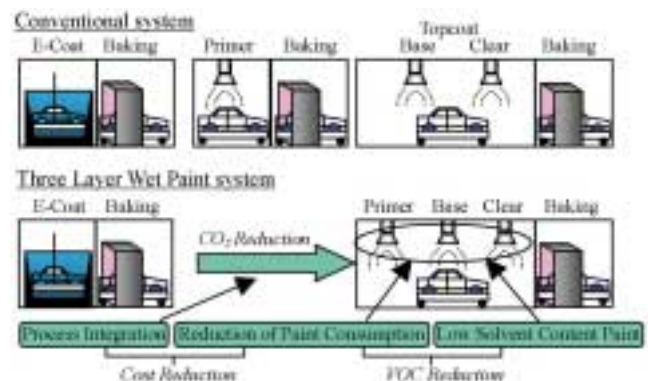 Conventional system
Topcoat
E-Coat Baking Primer Baking Base Clear Baking
Three Layer Wet Paint system
E-Coat Baking Primer Base Clear Baking
CO₂ Reduction
Process Integration Reduction of Paint Consumption Low Solvent Content Paint
Cost Reduction VOC Reduction